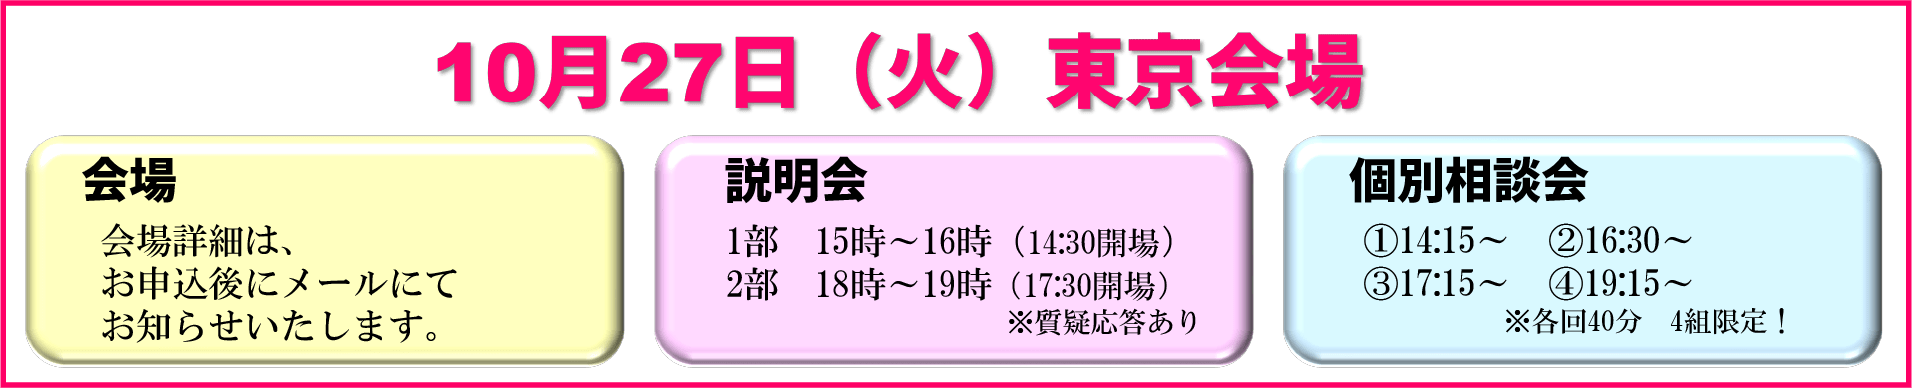 10月27日（火）東京会場
会場
会場詳細は、
お申込後にメールにて
お知らせいたします。
説明会
1部　15時～16時（14:30開場）
2部　18時～19時（17:30開場）
※質疑応答あり
個別相談会
①14:15～　②16:30～
③17:15～　④19:15～
※各回40分　4組限定！